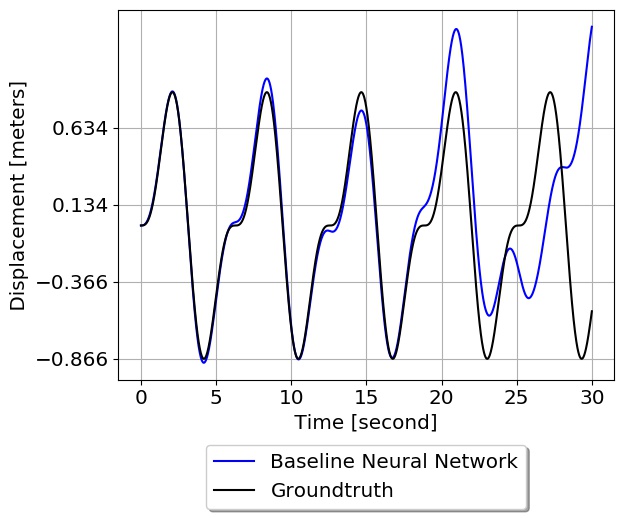 Displacement [meters]
0.634
0.134
−0.366
−0.866
0 5 10 15 20 25 30
Time [second]
Baseline Neural Network
Groundtruth